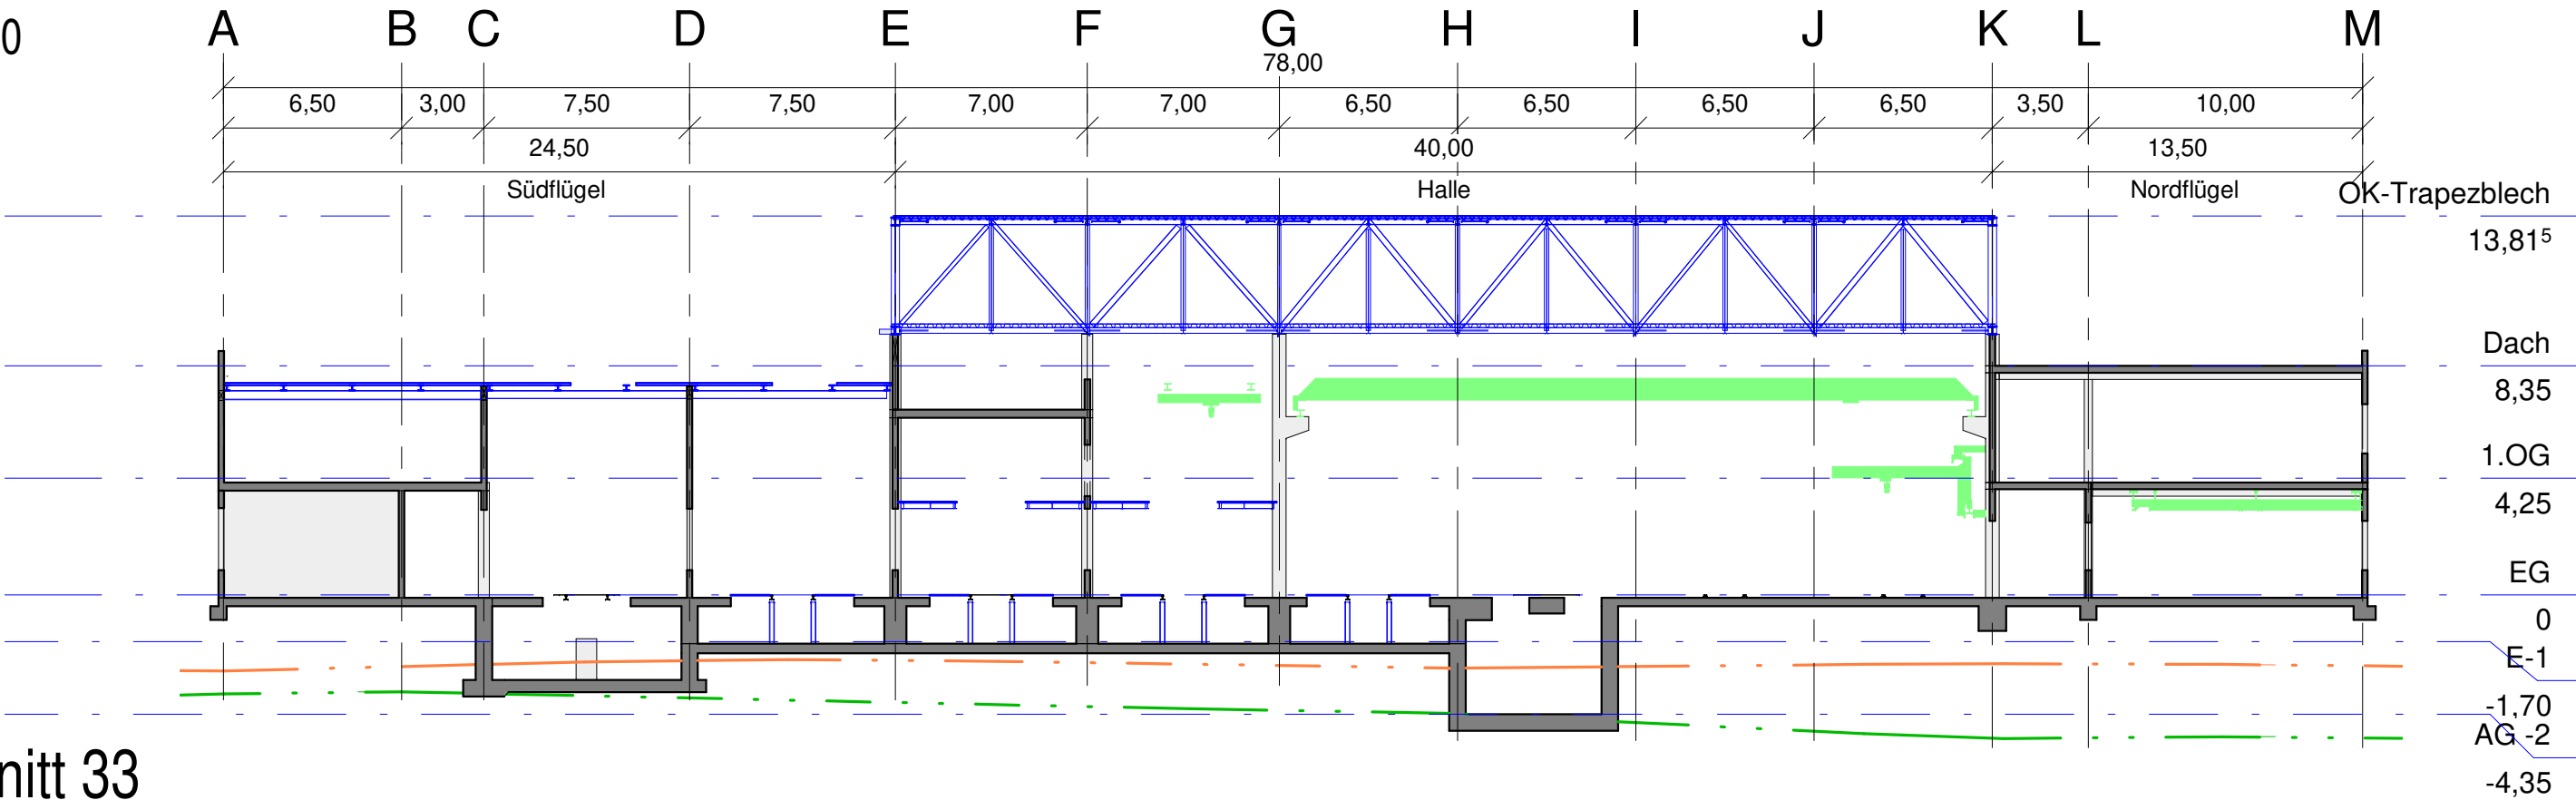 0 A B C D E F G H I J K L M
78,00
6,50 3,00 7,50 7,50 7,00 7,00 6,50 6,50 6,50 6,50 3,50 10,00
24,50 40,00 13,50
Südflügel Halle Nordflügel OK-Trapezblech
13,81⁵
Dach
8,35
1.OG
4,25
EG
0
E-1
-1,70
AG -2
-4,35
nitt 33